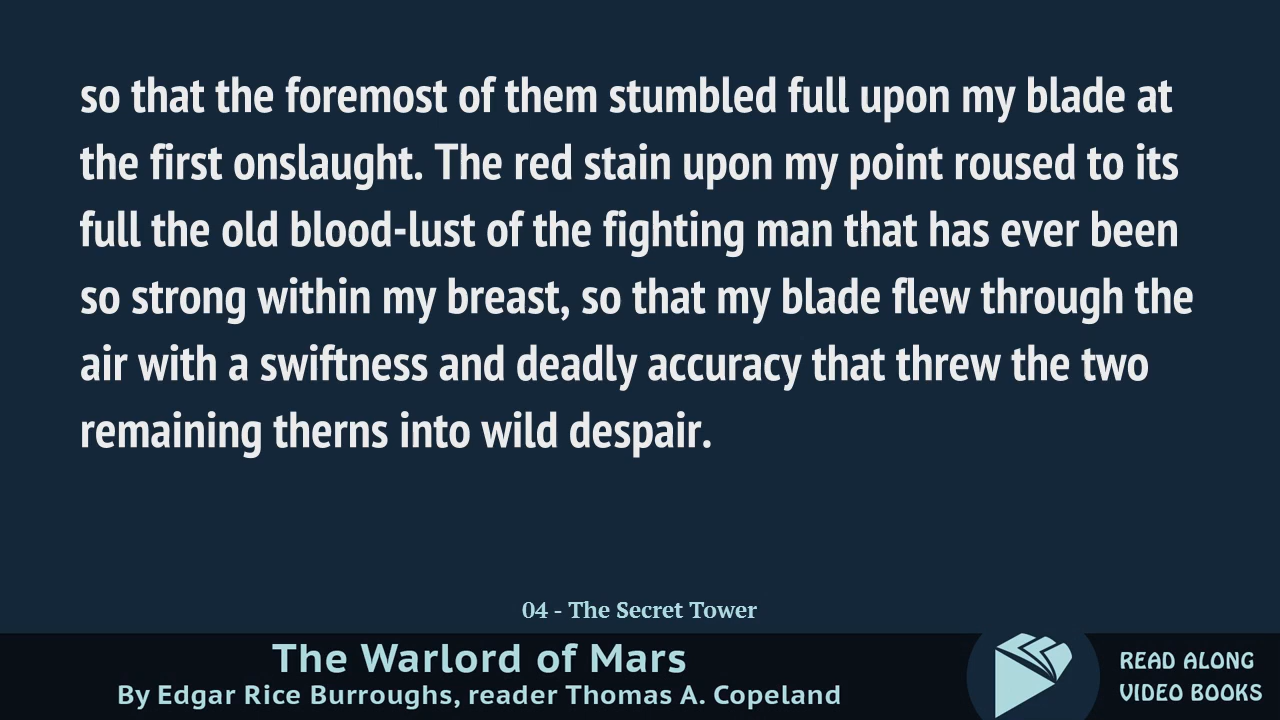 so that the foremost of them stumbled full upon my blade at
the first onslaught. The red stain upon my point roused to its
full the old blood-lust of the fighting man that has ever been
so strong within my breast, so that my blade flew through the
air with a swiftness and deadly accuracy that threw the two
remaining therns into wild despair.
04 - The Secret Tower
The Warlord of Mars
By Edgar Rice Burroughs, reader Thomas A. Copeland
READ ALONG
VIDEO BOOKS